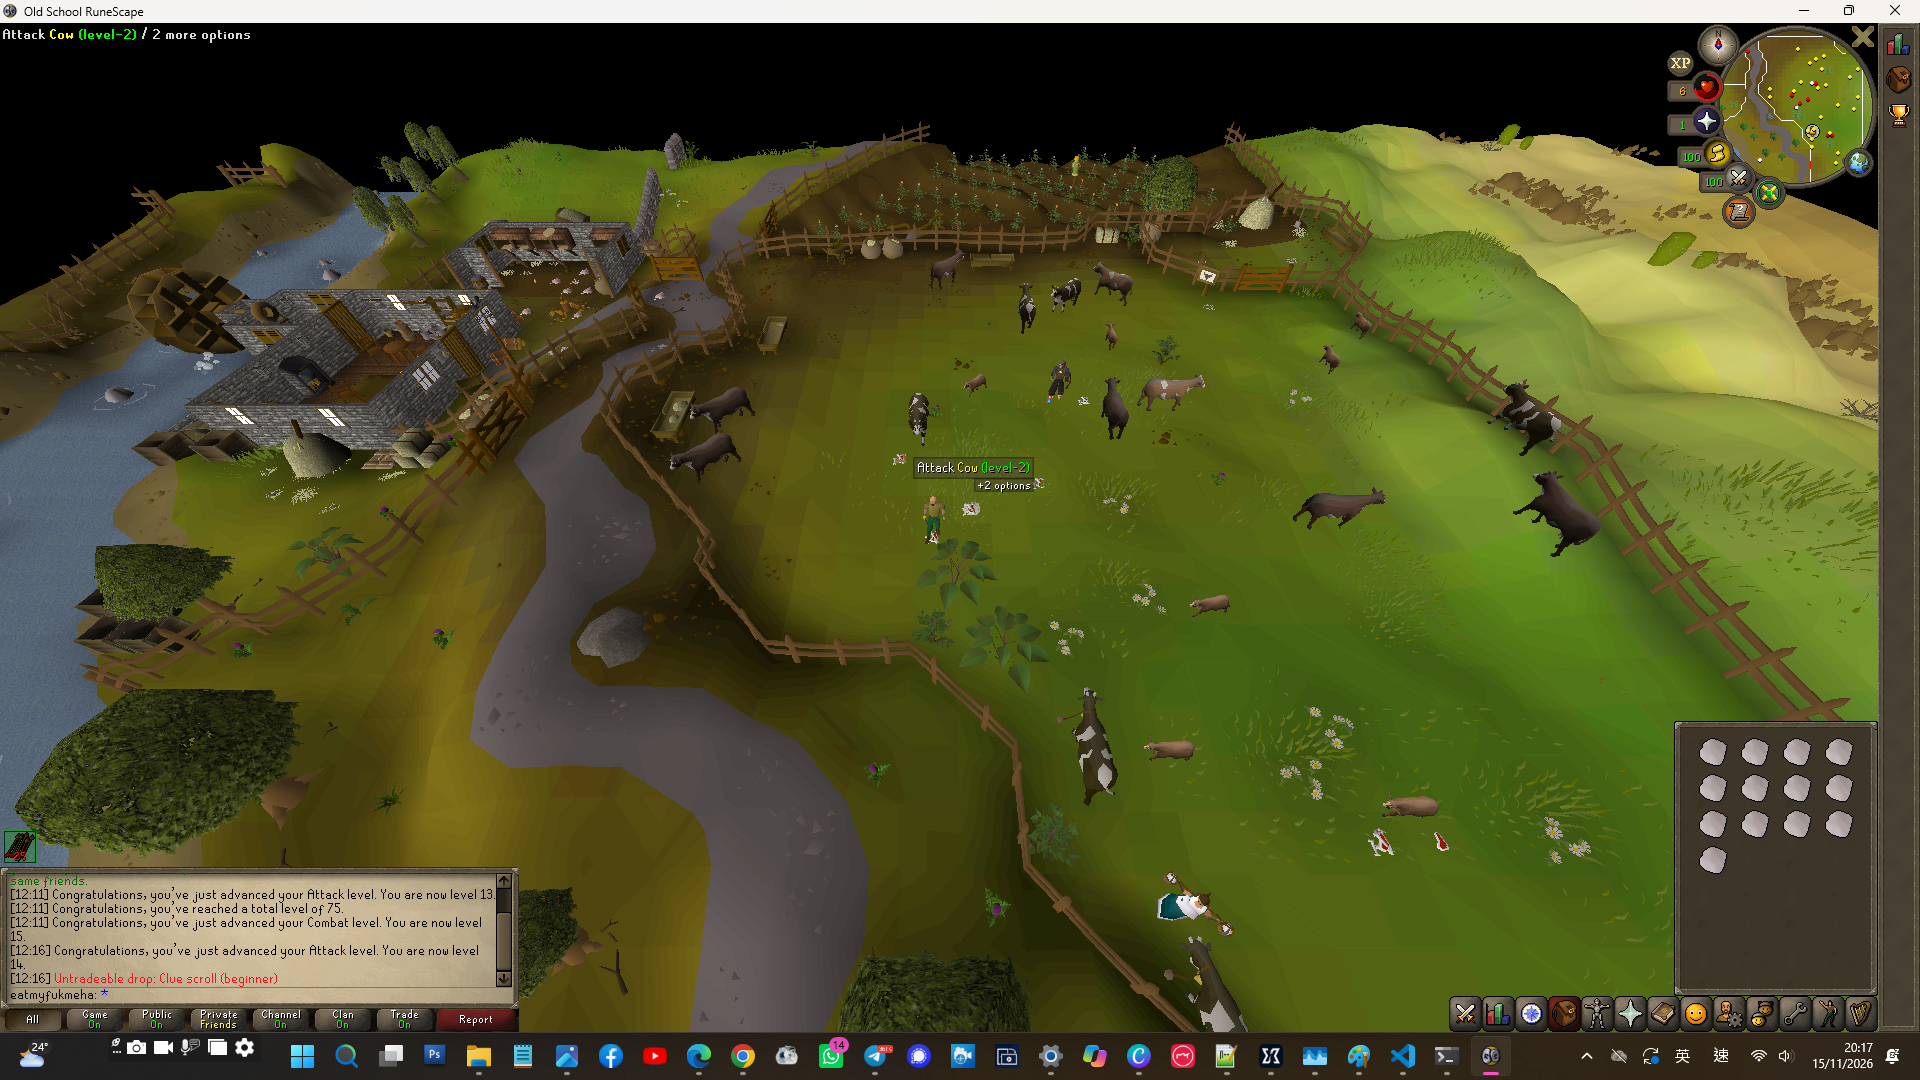 Old School RuneScape
Attack Cow (level-2) / 2 more options
N
XP
6
1
100
100
Attack Cow (level-2)
+2 options
same friends.
[12:11] Congratulations, you've just advanced your Attack level. You are now level 13.
[12:11] Congratulations, you've reached a total level of 75.
[12:11] Congratulations, you've just advanced your Combat level. You are now level
15.
[12:16] Congratulations, you've just advanced your Attack level. You are now level
14.
[12:16] Untradeable drop: Clue scroll (beginner)
eatmyfukmeha: *
All
Game
On
Public
On
Private
Friends
Channel
On
Clan
On
Trade
On
Report
24°
Ps
14
英
速
20:17
15/11/2026